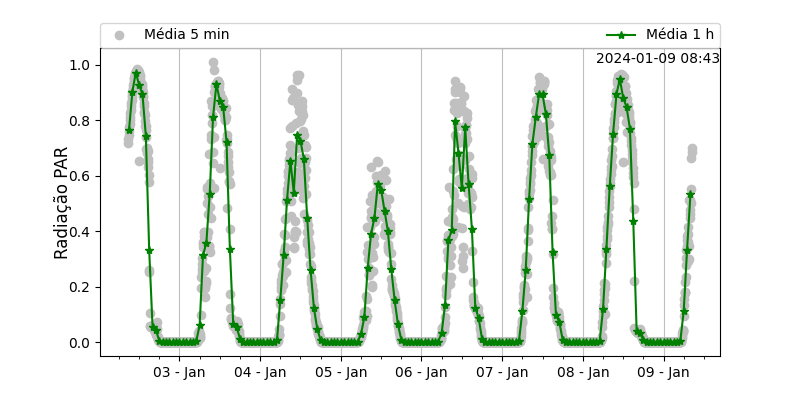 Média 5 min
Média 1 h
2024-01-09 08:43
Radiação PAR
1.0
0.8
0.6
0.4
0.2
0.0
03 - Jan
04 - Jan
05 - Jan
06 - Jan
07 - Jan
08 - Jan
09 - Jan